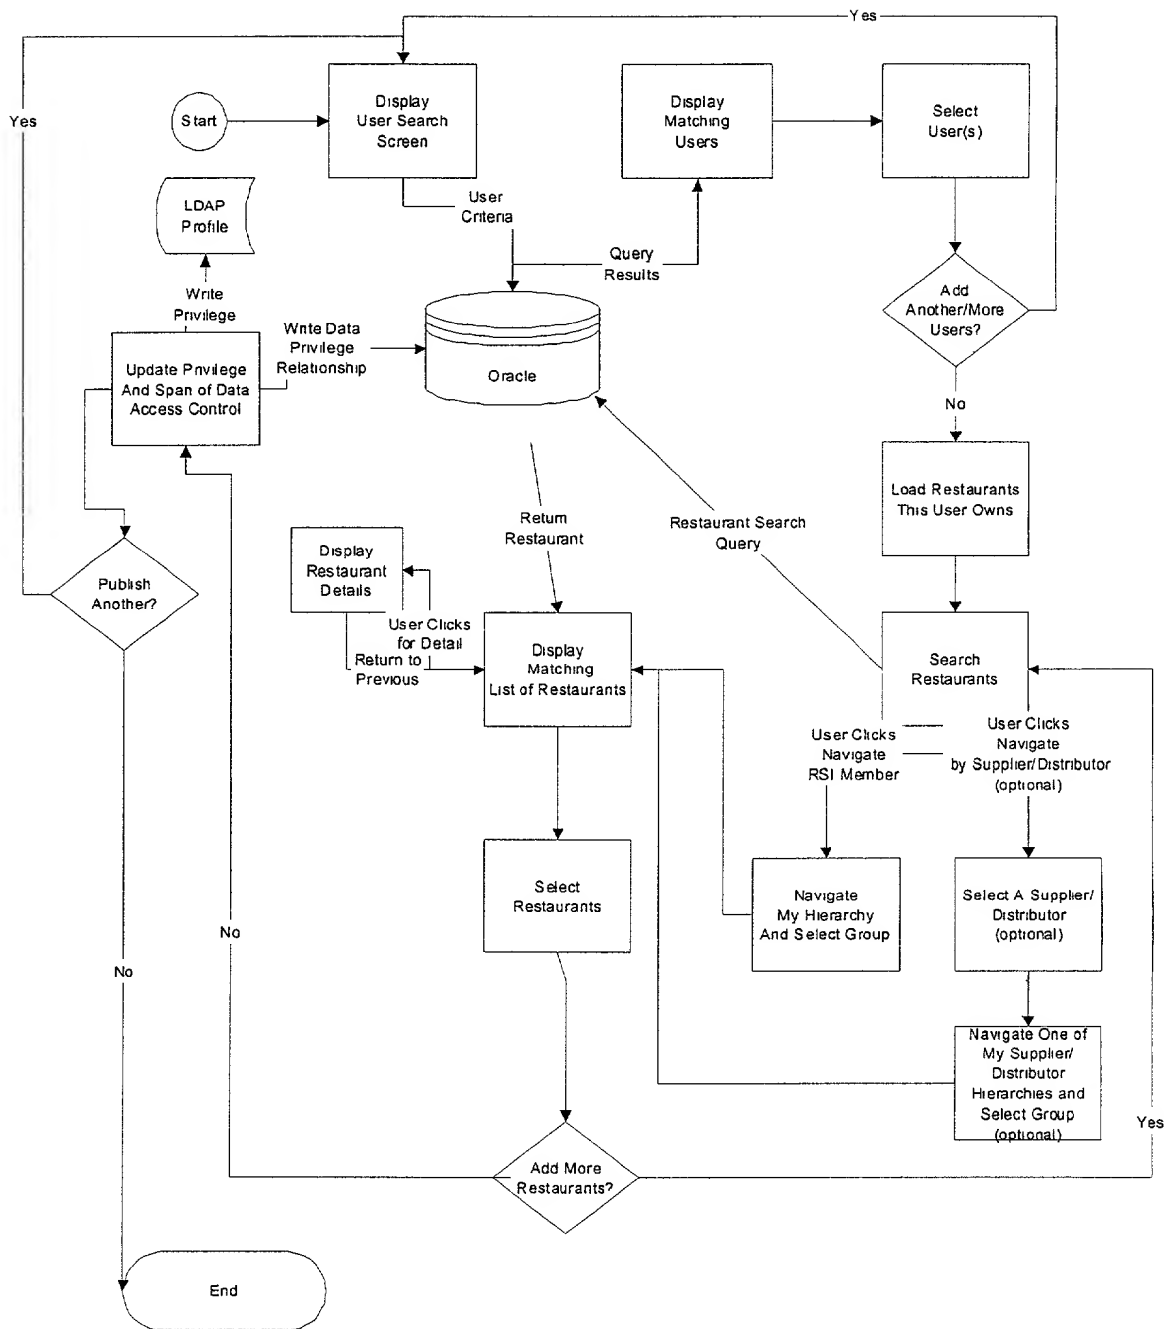 Yes
Yes
Start
Display
User Search
Screen
Display
Matching
Users
Select
User(s)
LDAP
Profile
User
Criteria
Query
Results
Write
Privilege
Add
Another/More
Users?
Update Privilege
And Span of Data
Access Control
Write Data
Privilege
Relationship
Oracle
No
Load Restaurants
This User Owns
Return
Restaurant
Restaurant Search
Query
Display
Restaurant
Details
Publish
Another?
User Clicks
for Detail
Return to
Previous
Display
Matching
List of Restaurants
Search
Restaurants
User Clicks
Navigate
RSI Member
User Clicks
Navigate
by Supplier/Distributor
(optional)
Select
Restaurants
Navigate
My Hierarchy
And Select Group
Select A Supplier/
Distributor
(optional)
No
No
Navigate One of
My Supplier/
Distributor
Hierarchies and
Select Group
(optional)
Yes
Add More
Restaurants?
End